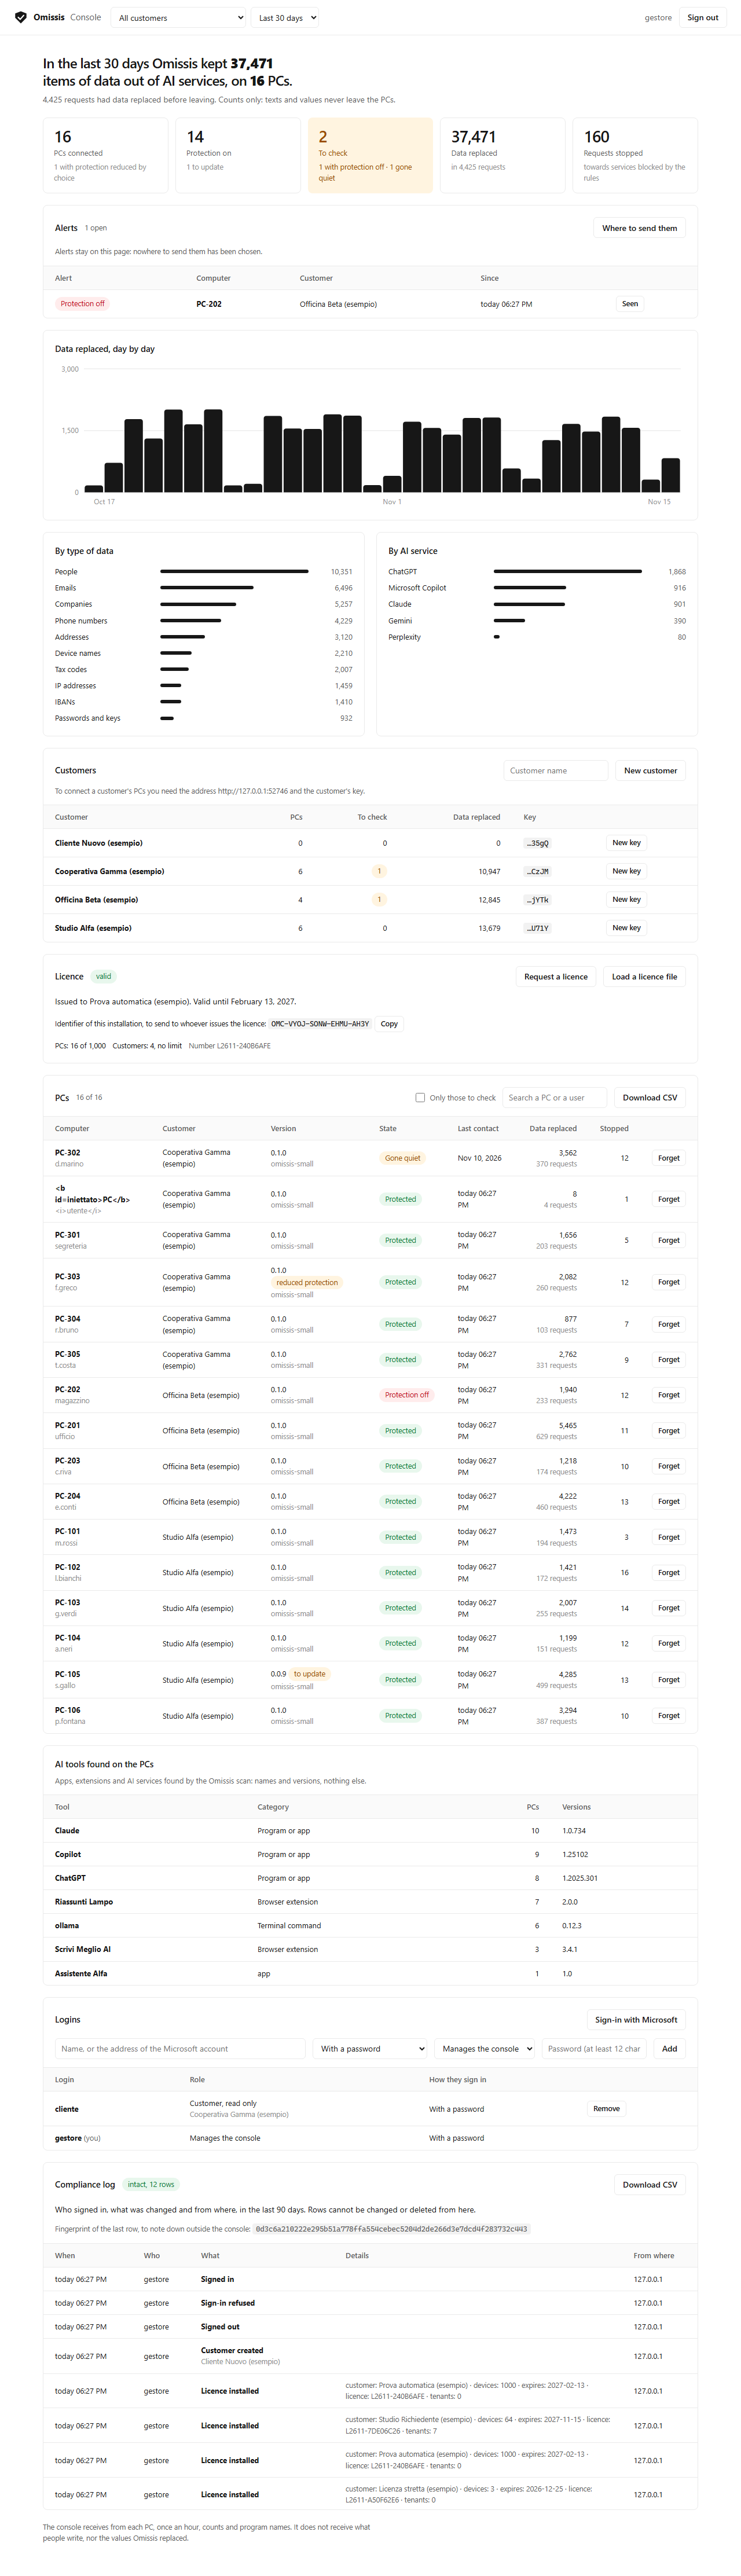 Omissis Console All customers Last 30 days gestore Sign out
In the last 30 days Omissis kept 37,471
items of data out of AI services, on 16 PCs.
4,425 requests had data replaced before leaving. Counts only: texts and values never leave the PCs.
16
PCs connected
1 with protection reduced by
choice
14
Protection on
1 to update
2
To check
1 with protection off · 1 gone
quiet
37,471
Data replaced
in 4,425 requests
160
Requests stopped
towards services blocked by the
rules
Alerts 1 open Where to send them
Alerts stay on this page: nowhere to send them has been chosen.
Alert Computer Customer Since
Protection off PC-202 Officina Beta (esempio) today 06:27 PM Seen
Data replaced, day by day
3,000
1,500
0
Oct 17 Nov 1 Nov 15
By type of data
People 10,351
Emails 6,496
Companies 5,257
Phone numbers 4,229
Addresses 3,120
Device names 2,210
Tax codes 2,007
IP addresses 1,459
IBANs 1,410
Passwords and keys 932
By AI service
ChatGPT 1,868
Microsoft Copilot 916
Claude 901
Gemini 390
Perplexity 80
Customers Customer name New customer
To connect a customer's PCs you need the address http://127.0.0.1:52746 and the customer's key.
Customer PCs To check Data replaced Key
Cliente Nuovo (esempio) 0 0 0 …35gQ New key
Cooperativa Gamma (esempio) 6 1 10,947 …CzJM New key
Officina Beta (esempio) 4 1 12,845 …jYTk New key
Studio Alfa (esempio) 6 0 13,679 …U71Y New key
Licence valid Request a licence Load a licence file
Issued to Prova automatica (esempio). Valid until February 13, 2027.
Identifier of this installation, to send to whoever issues the licence: OMC-VYOJ-SONW-EHMU-AH3Y Copy
PCs: 16 of 1,000 Customers: 4, no limit Number L2611-240B6AFE
PCs 16 of 16 Only those to check Search a PC or a user Download CSV
Computer Customer Version State Last contact Data replaced Stopped
PC-302
d.marino
Cooperativa Gamma
(esempio)
0.1.0
omissis-small
Gone quiet Nov 10, 2026
3,562
370 requests
12 Forget
<b
id=iniettato>PC</b>
<i>utente</i>
Cooperativa Gamma
(esempio)
0.1.0
omissis-small
Protected
today 06:27
PM
8
4 requests
1 Forget
PC-301
segreteria
Cooperativa Gamma
(esempio)
0.1.0
omissis-small
Protected
today 06:27
PM
1,656
203 requests
5 Forget
PC-303
f.greco
Cooperativa Gamma
(esempio)
0.1.0
reduced protection
omissis-small
Protected
today 06:27
PM
2,082
260 requests
12 Forget
PC-304
r.bruno
Cooperativa Gamma
(esempio)
0.1.0
omissis-small
Protected
today 06:27
PM
877
103 requests
7 Forget
PC-305
t.costa
Cooperativa Gamma
(esempio)
0.1.0
omissis-small
Protected
today 06:27
PM
2,762
331 requests
9 Forget
PC-202
magazzino
Officina Beta (esempio)
0.1.0
omissis-small
Protection off
today 06:27
PM
1,940
233 requests
12 Forget
PC-201
ufficio
Officina Beta (esempio)
0.1.0
omissis-small
Protected
today 06:27
PM
5,465
629 requests
11 Forget
PC-203
c.riva
Officina Beta (esempio)
0.1.0
omissis-small
Protected
today 06:27
PM
1,218
174 requests
10 Forget
PC-204
e.conti
Officina Beta (esempio)
0.1.0
omissis-small
Protected
today 06:27
PM
4,222
460 requests
13 Forget
PC-101
m.rossi
Studio Alfa (esempio)
0.1.0
omissis-small
Protected
today 06:27
PM
1,473
194 requests
3 Forget
PC-102
l.bianchi
Studio Alfa (esempio)
0.1.0
omissis-small
Protected
today 06:27
PM
1,421
172 requests
16 Forget
PC-103
g.verdi
Studio Alfa (esempio)
0.1.0
omissis-small
Protected
today 06:27
PM
2,007
255 requests
14 Forget
PC-104
a.neri
Studio Alfa (esempio)
0.1.0
omissis-small
Protected
today 06:27
PM
1,199
151 requests
12 Forget
PC-105
s.gallo
Studio Alfa (esempio)
0.0.9 to update
omissis-small
Protected
today 06:27
PM
4,285
499 requests
13 Forget
PC-106
p.fontana
Studio Alfa (esempio)
0.1.0
omissis-small
Protected
today 06:27
PM
3,294
387 requests
10 Forget
AI tools found on the PCs
Apps, extensions and AI services found by the Omissis scan: names and versions, nothing else.
Tool Category PCs Versions
Claude Program or app 10 1.0.734
Copilot Program or app 9 1.25102
ChatGPT Program or app 8 1.2025.301
Riassunti Lampo Browser extension 7 2.0.0
ollama Terminal command 6 0.12.3
Scrivi Meglio AI Browser extension 3 3.4.1
Assistente Alfa app 1 1.0
Logins Sign-in with Microsoft
Name, or the address of the Microsoft account With a password Manages the console Password (at least 12 char Add
Login Role How they sign in
cliente
Customer, read only
Cooperativa Gamma (esempio)
With a password Remove
gestore (you) Manages the console With a password
Compliance log intact, 12 rows Download CSV
Who signed in, what was changed and from where, in the last 90 days. Rows cannot be changed or deleted from here.
Fingerprint of the last row, to note down outside the console: 0d3c6a210222e295b51a778ffa554cebec5204d2de266d3e7dcd4f283732c443
When Who What Details From where
today 06:27 PM gestore Signed in 127.0.0.1
today 06:27 PM gestore Sign-in refused 127.0.0.1
today 06:27 PM gestore Signed out 127.0.0.1
today 06:27 PM gestore
Customer created
Cliente Nuovo (esempio)
127.0.0.1
today 06:27 PM gestore Licence installed
customer: Prova automatica (esempio) · devices: 1000 · expires: 2027-02-13 ·
licence: L2611-240B6AFE · tenants: 0
127.0.0.1
today 06:27 PM gestore Licence installed
customer: Studio Richiedente (esempio) · devices: 64 · expires: 2027-11-15 · licence:
L2611-7DE06C26 · tenants: 7
127.0.0.1
today 06:27 PM gestore Licence installed
customer: Prova automatica (esempio) · devices: 1000 · expires: 2027-02-13 ·
licence: L2611-240B6AFE · tenants: 0
127.0.0.1
today 06:27 PM gestore Licence installed
customer: Licenza stretta (esempio) · devices: 3 · expires: 2026-12-25 · licence:
L2611-A50F62E6 · tenants: 0
127.0.0.1
The console receives from each PC, once an hour, counts and program names. It does not receive what
people write, nor the values Omissis replaced.